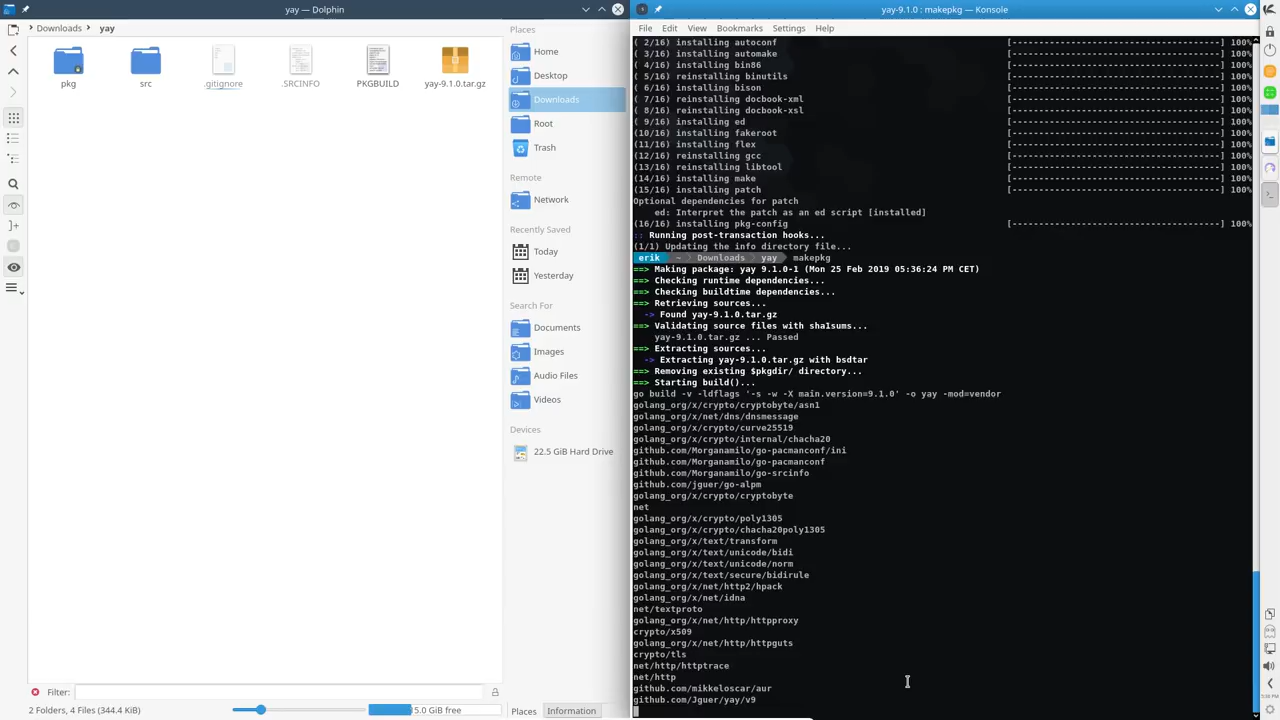 yay — Dolphin
Downloads
yay
pkg
src
.gitignore
.SRCINFO
PKGBUILD
yay-9.1.0.tar.gz
Filter:
2 Folders, 4 Files (344.4 KiB)
15.0 GiB free
Places
Home
Desktop
Downloads
Root
Trash
Remote
Network
Recently Saved
Today
Yesterday
Search For
Documents
Images
Audio Files
Videos
Devices
22.5 GiB Hard Drive
Places
Information
yay-9.1.0 : makepkg — Konsole
File Edit View Bookmarks Settings Help
( 2/16) installing autoconf [--------------------------------------] 100%
( 3/16) installing automake [--------------------------------------] 100%
( 4/16) installing bin86 [--------------------------------------] 100%
( 5/16) reinstalling binutils [--------------------------------------] 100%
( 6/16) installing bison [--------------------------------------] 100%
( 7/16) reinstalling docbook-xml [--------------------------------------] 100%
( 8/16) reinstalling docbook-xsl [--------------------------------------] 100%
( 9/16) installing ed [--------------------------------------] 100%
(10/16) installing fakeroot [--------------------------------------] 100%
(11/16) installing flex [--------------------------------------] 100%
(12/16) reinstalling gcc [--------------------------------------] 100%
(13/16) reinstalling libtool [--------------------------------------] 100%
(14/16) installing make [--------------------------------------] 100%
(15/16) installing patch [--------------------------------------] 100%
Optional dependencies for patch
ed: Interpret the patch as an ed script [installed]
(16/16) installing pkg-config [--------------------------------------] 100%
:: Running post-transaction hooks...
(1/1) Updating the info directory file...
erik ~ Downloads yay makepkg
==> Making package: yay 9.1.0-1 (Mon 25 Feb 2019 05:36:24 PM CET)
==> Checking runtime dependencies...
==> Checking buildtime dependencies...
==> Retrieving sources...
-> Found yay-9.1.0.tar.gz
==> Validating source files with sha1sums...
yay-9.1.0.tar.gz ... Passed
==> Extracting sources...
-> Extracting yay-9.1.0.tar.gz with bsdtar
==> Removing existing $pkgdir/ directory...
==> Starting build()...
go build -v -ldflags '-s -w -X main.version=9.1.0' -o yay -mod=vendor
golang_org/x/crypto/cryptobyte/asn1
golang_org/x/net/dns/dnsmessage
golang_org/x/crypto/curve25519
golang_org/x/crypto/internal/chacha20
github.com/Morganamilo/go-pacmanconf/ini
github.com/Morganamilo/go-pacmanconf
github.com/Morganamilo/go-srcinfo
github.com/jguer/go-alpm
golang_org/x/crypto/cryptobyte
net
golang_org/x/crypto/poly1305
golang_org/x/crypto/chacha20poly1305
golang_org/x/text/transform
golang_org/x/text/unicode/bidi
golang_org/x/text/unicode/norm
golang_org/x/text/secure/bidirule
golang_org/x/net/http2/hpack
golang_org/x/net/idna
net/textproto
golang_org/x/net/http/httpproxy
crypto/x509
golang_org/x/net/http/httpguts
crypto/tls
net/http/httptrace
net/http
github.com/mikkeloscar/aur
github.com/Jguer/yay/v9